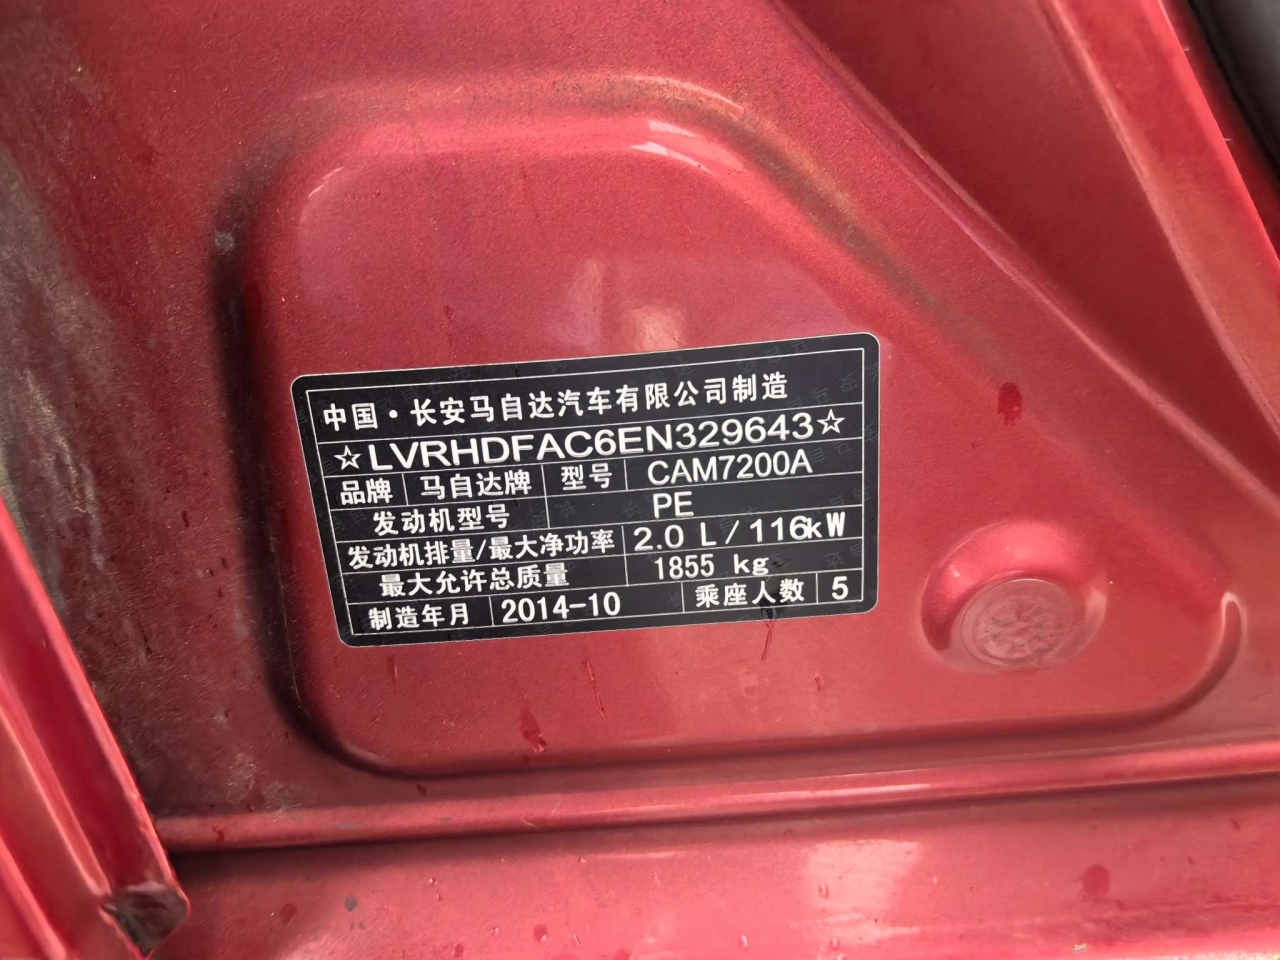 中国·长安马自达汽车有限公司制造
☆LVRHDFAC6EN329643☆
品牌 马自达牌 型号 CAM7200A
发动机型号 PE
发动机排量/最大净功率 2.0 L/116kW
最大允许总质量 1855 kg
制造年月 2014-10 乘座人数 5